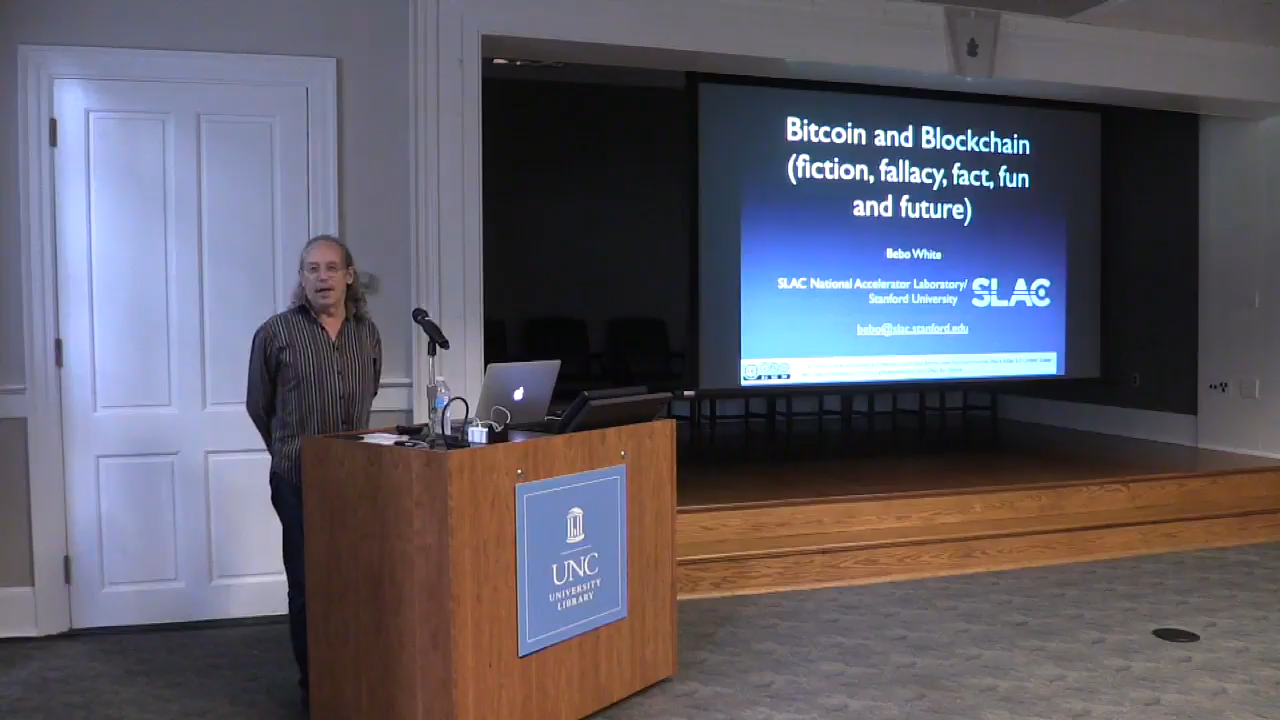 Bitcoin and Blockchain
(fiction, fallacy, fact, fun
and future)
Bebo White
SLAC National Accelerator Laboratory/
Stanford University
SLAC
bebo@slac.stanford.edu
UNC
UNIVERSITY
LIBRARY